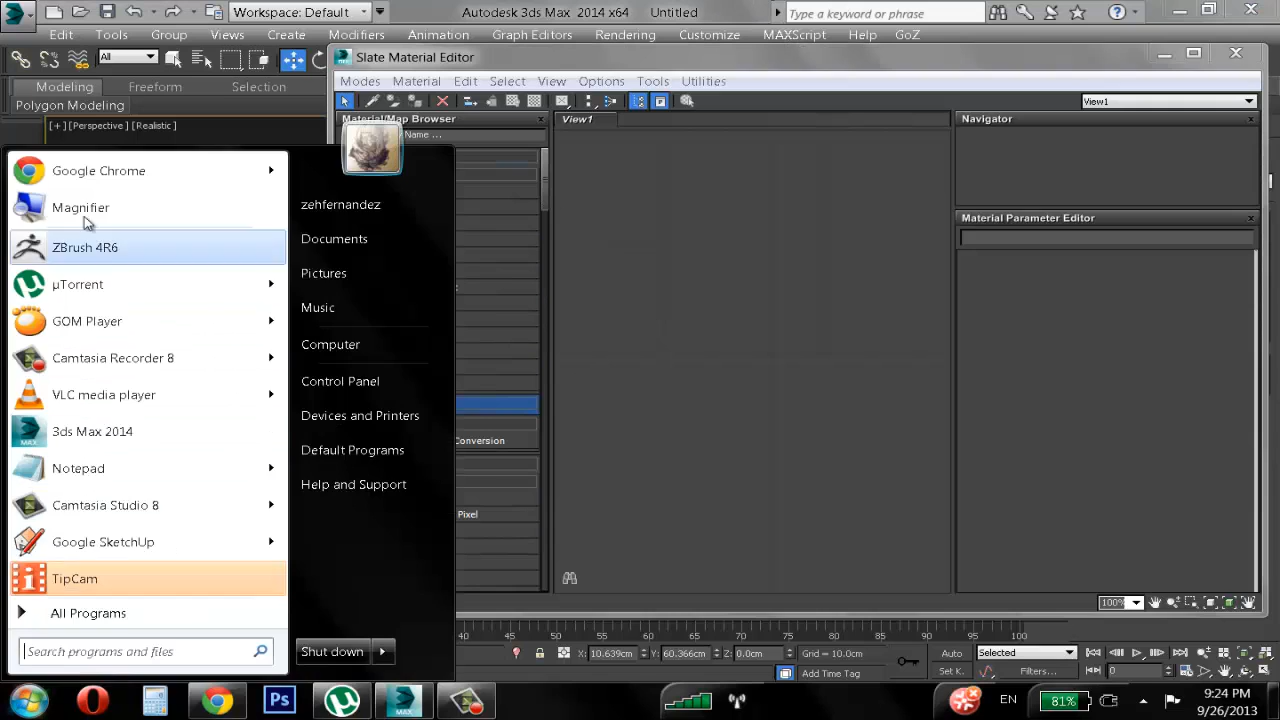 Workspace: Default
Autodesk 3ds Max 2014 x64
Untitled
Type a keyword or phrase
Edit
Tools
Group
Views
Create
Modifiers
Animation
Graph Editors
Rendering
Customize
MAXScript
Help
GoZ
All
Modeling
Freeform
Selection
Polygon Modeling
[+] [Perspective] [Realistic]
Slate Material Editor
Modes
Material
Edit
Select
View
Options
Tools
Utilities
View1
Material/Map Browser
Name ...
View1
Navigator
Material Parameter Editor
Conversion
Pixel
100%
Google Chrome
Magnifier
ZBrush 4R6
µTorrent
GOM Player
Camtasia Recorder 8
VLC media player
3ds Max 2014
Notepad
Camtasia Studio 8
Google SketchUp
TipCam
All Programs
Search programs and files
zehfernandez
Documents
Pictures
Music
Computer
Control Panel
Devices and Printers
Default Programs
Help and Support
Shut down
40 45 50 55 60 65 70 75 80 85 90 95 100
X: 10.639cm
Y: 60.366cm
Z: 0.0cm
Grid = 10.0cm
Add Time Tag
Auto
Selected
Set K.
Filters...
0
Ps
EN
81%
9:24 PM
9/26/2013